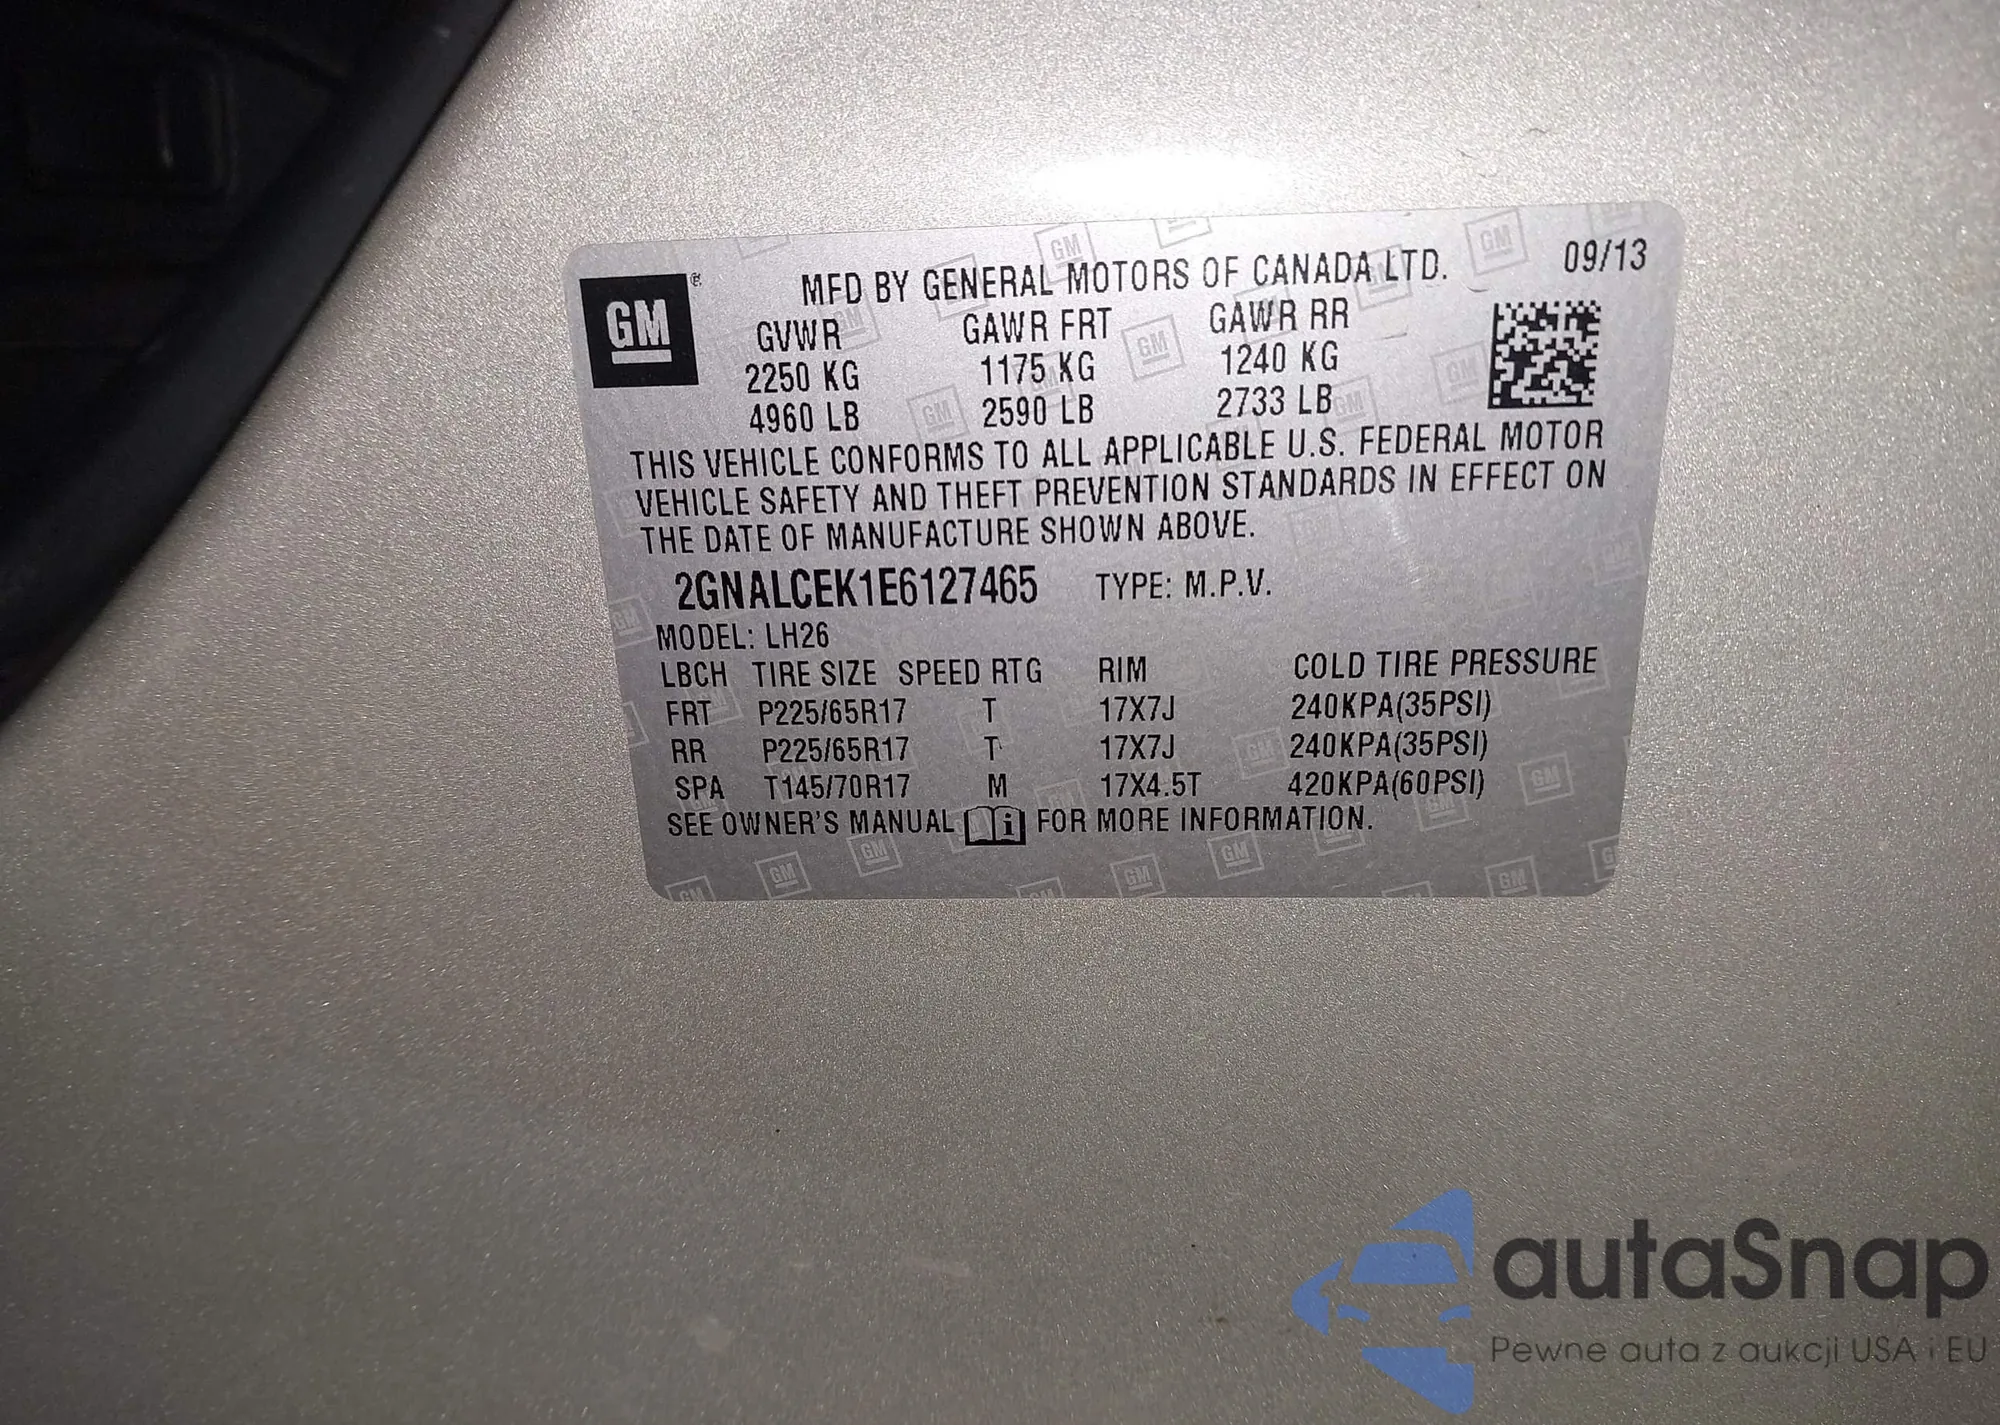 GM ®
MFD BY GENERAL MOTORS OF CANADA LTD. 09/13
GVWR GAWR FRT GAWR RR
2250 KG 1175 KG 1240 KG
4960 LB 2590 LB 2733 LB
THIS VEHICLE CONFORMS TO ALL APPLICABLE U.S. FEDERAL MOTOR
VEHICLE SAFETY AND THEFT PREVENTION STANDARDS IN EFFECT ON
THE DATE OF MANUFACTURE SHOWN ABOVE.
2GNALCEK1E6127465 TYPE: M.P.V.
MODEL: LH26
LBCH TIRE SIZE SPEED RTG RIM COLD TIRE PRESSURE
FRT P225/65R17 T 17X7J 240KPA(35PSI)
RR P225/65R17 T 17X7J 240KPA(35PSI)
SPA T145/70R17 M 17X4.5T 420KPA(60PSI)
SEE OWNER'S MANUAL i FOR MORE INFORMATION.
autaSnap
Pewne auta z aukcji USA i EU